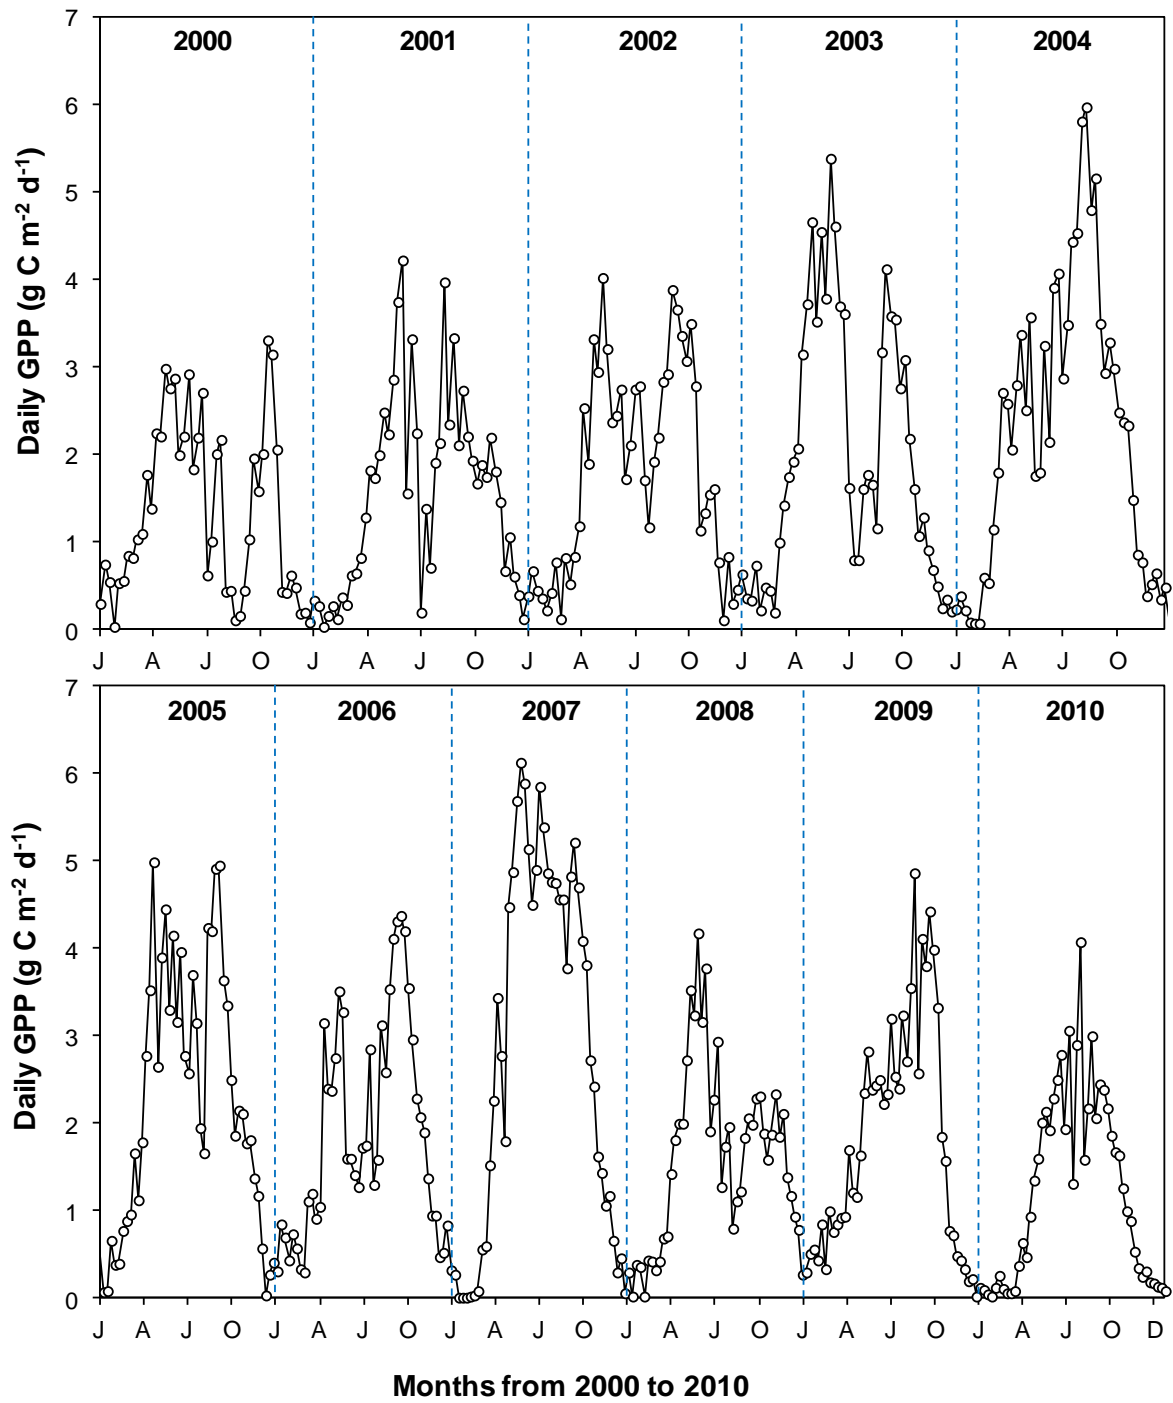 7
2000 2001 2002 2003 2004
6
5
4
3
2
1
0
Daily GPP (g C m-2 d-1)
J A J O J A J O J A J O J A J O J A J O
7
2005 2006 2007 2008 2009 2010
6
5
4
3
2
1
0
Daily GPP (g C m-2 d-1)
J A J O J A J O J A J O J A J O J A J O J A J O D
Months from 2000 to 2010